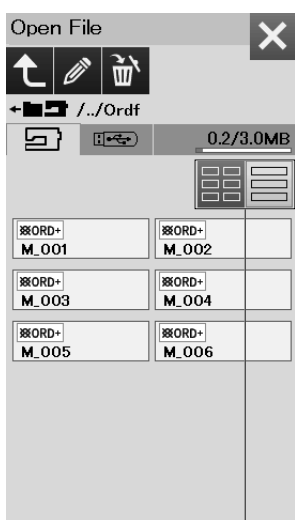 Open File
/../Ordf
0.2/3.0MB
ORD+ ORD+
M_001 M_002
ORD+ ORD+
M_003 M_004
ORD+ ORD+
M_005 M_006